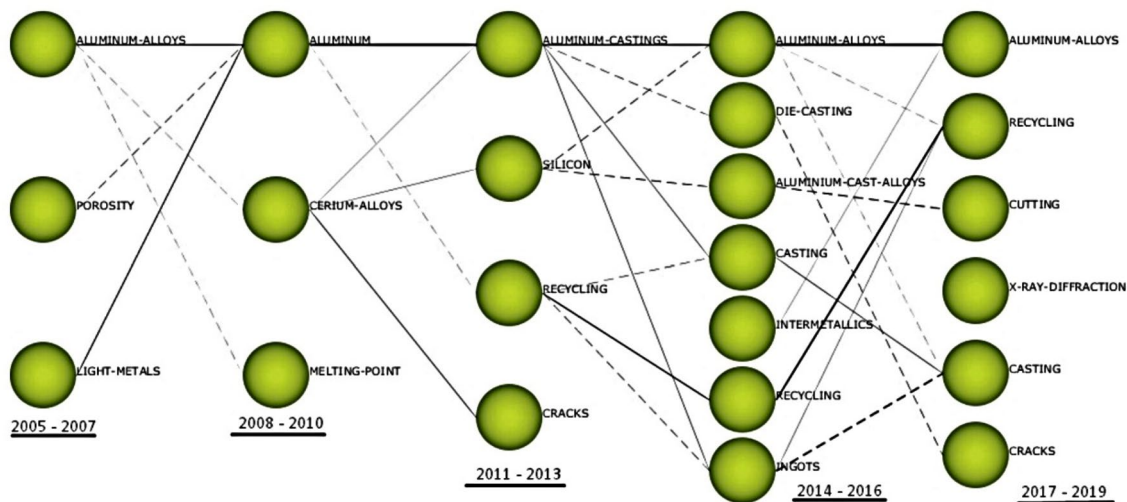 ALUMINUM-ALLOYS
POROSITY
LIGHT-METALS
2005 - 2007
ALUMINUM
CERIUM-ALLOYS
MELTING-POINT
2008 - 2010
ALUMINUM-CASTINGS
SILICON
RECYCLING
CRACKS
2011 - 2013
ALUMINUM-ALLOYS
DIE-CASTING
ALUMINIUM-CAST-ALLOYS
CASTING
INTERMETALLICS
RECYCLING
INGOTS
2014 - 2016
ALUMINUM-ALLOYS
RECYCLING
CUTTING
X-RAY-DIFFRACTION
CASTING
CRACKS
2017 - 2019